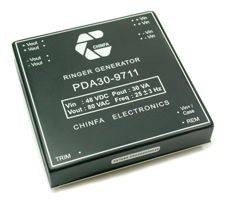 + Vout
+ Vout
- Vout
- Vout
+ Vin
+ Vin
- Vin
- Vin
CHINFA
RINGER GENERATOR
PDA30-9711
Vin : 48 VDC Pout : 30 VA
Vout : 80 VAC Freq : 25 ± 3 Hz
CHINFA ELECTRONICS
Case
TRIM
REM